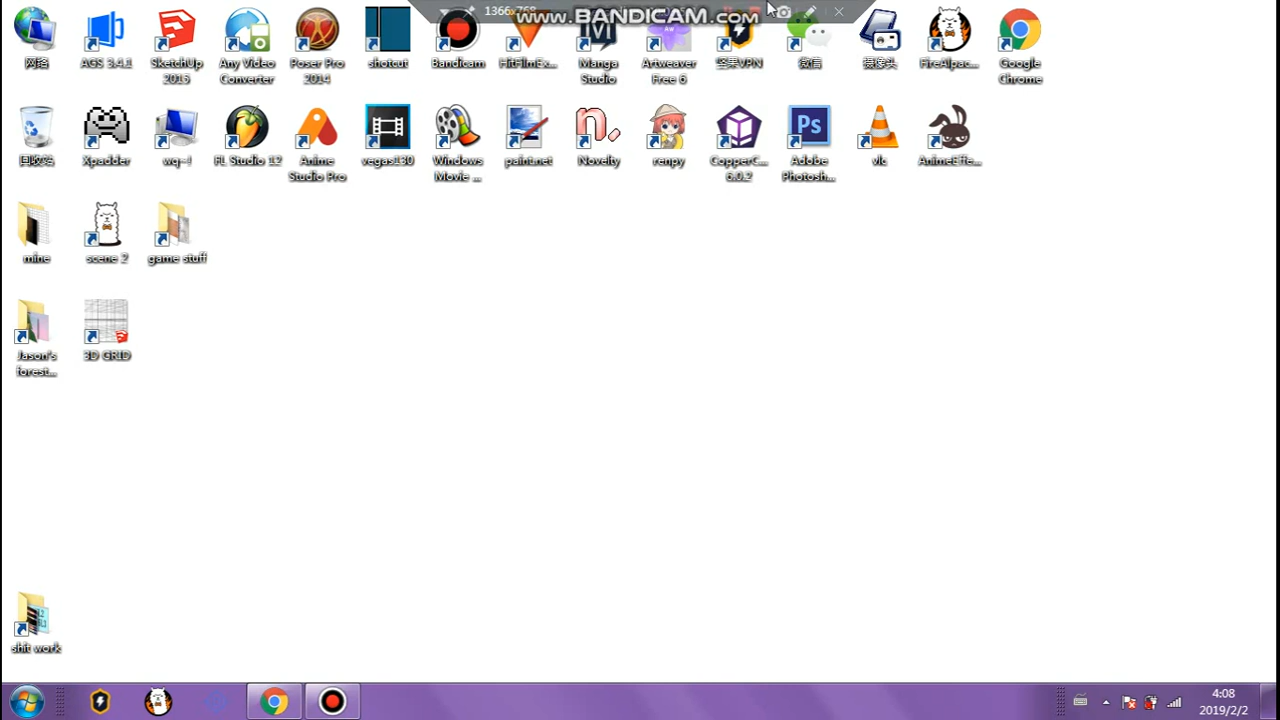 1366x768
www.BANDICAM.com
网络
AGS 3.4.1
SketchUp
2015
Any Video
Converter
Poser Pro
2014
shotcut
Bandicam
HitFilmEx...
Manga
Studio
Artweaver
Free 6
坚果VPN
微信
摄像头
FireAlpac...
Google
Chrome
回收站
Xpadder
wq~!
FL Studio 12
Anime
Studio Pro
vegas130
Windows
Movie ...
paint.net
Novelty
renpy
CopperC...
6.0.2
Adobe
Photosh...
vlc
AnimeEffe...
mine
scene 2
game stuff
Jason's
forest...
3D GRID
shit work
4:08
2019/2/2